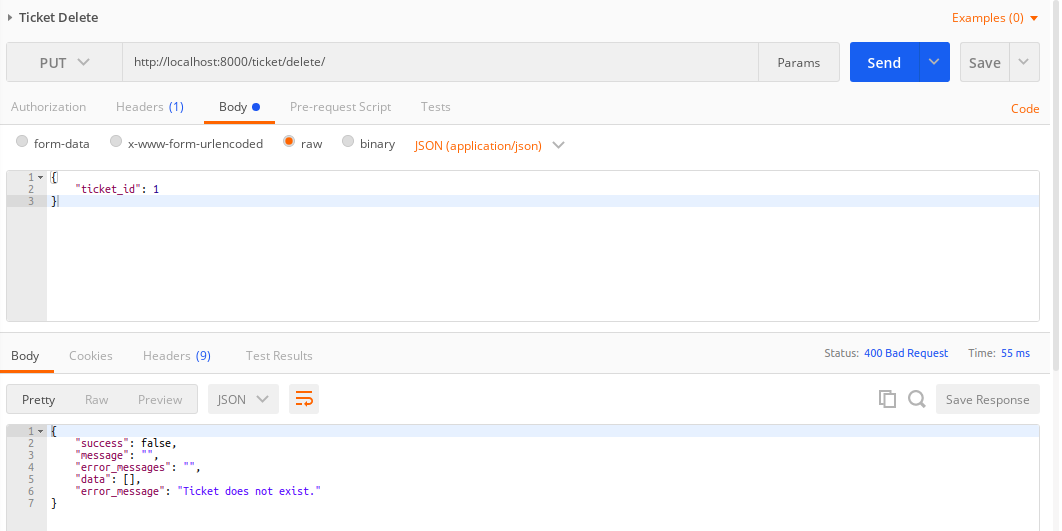 Ticket Delete
Examples (0)
PUT
http://localhost:8000/ticket/delete/
Params
Send
Save
Authorization
Headers (1)
Body
Pre-request Script
Tests
Code
form-data
x-www-form-urlencoded
raw
binary
JSON (application/json)
1 {
2 "ticket_id": 1
3 }
Body
Cookies
Headers (9)
Test Results
Status: 400 Bad Request
Time: 55 ms
Pretty
Raw
Preview
JSON
Save Response
1 {
2 "success": false,
3 "message": "",
4 "error_messages": "",
5 "data": [],
6 "error_message": "Ticket does not exist."
7 }